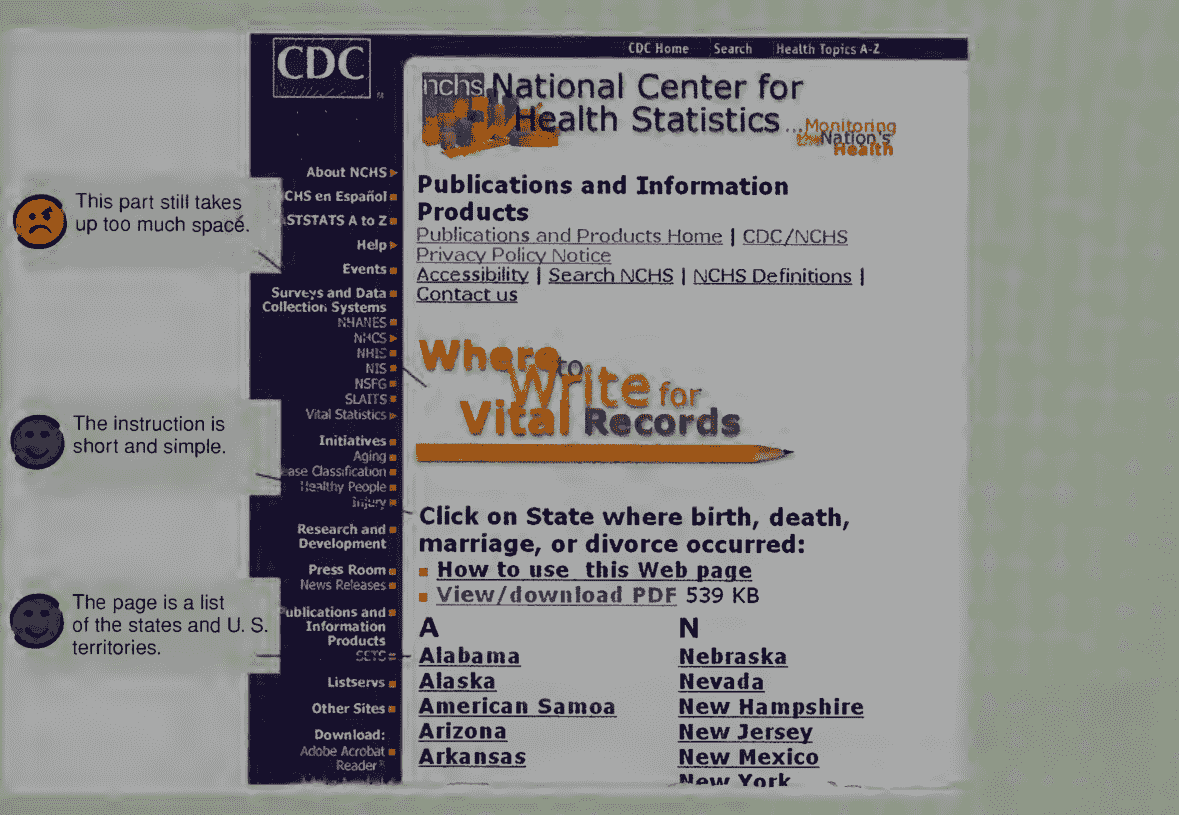 CDC
CDC Home Search Health Topics A-Z
nchs National Center for
Health Statistics ...Monitoring
the Nation's
Health
About NCHS
CHS en Español
STSTATS A to Z
Help
Events
Surveys and Data
Collection Systems
NHANES
NHCS
NHIS
NIS
NSFG
SLAITS
Vital Statistics
Initiatives
Aging
ase Classification
Healthy People
Injury
Research and
Development
Press Room
News Releases
ublications and
Information
Products
SETS
Listservs
Other Sites
Download:
Adobe Acrobat
Reader
This part still takes
up too much space.
The instruction is
short and simple.
The page is a list
of the states and U. S.
territories.
Publications and Information
Products
Publications and Products Home | CDC/NCHS
Privacy Policy Notice
Accessibility | Search NCHS | NCHS Definitions |
Contact us
Where to
Write for
Vital Records
Click on State where birth, death,
marriage, or divorce occurred:
How to use this Web page
View/download PDF 539 KB
A N
Alabama Nebraska
Alaska Nevada
American Samoa New Hampshire
Arizona New Jersey
Arkansas New Mexico
New York